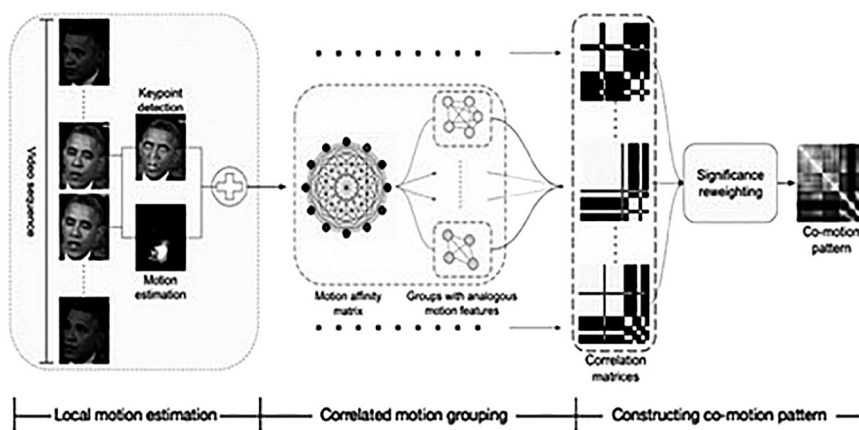 Video sequence
Keypoint
detection
Motion
estimation
Motion affinity
matrix
Groups with analogous
motion features
Correlation
matrices
Significance
reweighting
Co-motion
pattern
Local motion estimation
Correlated motion grouping
Constructing co-motion pattern